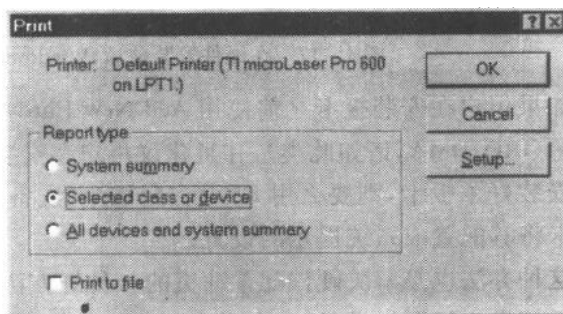 Print
Printer: Default Printer (TI microLaser Pro 600
on LPT1:)
OK
Cancel
Setup...
Report type
System summary
Selected class or device
All devices and system summary
Print to file